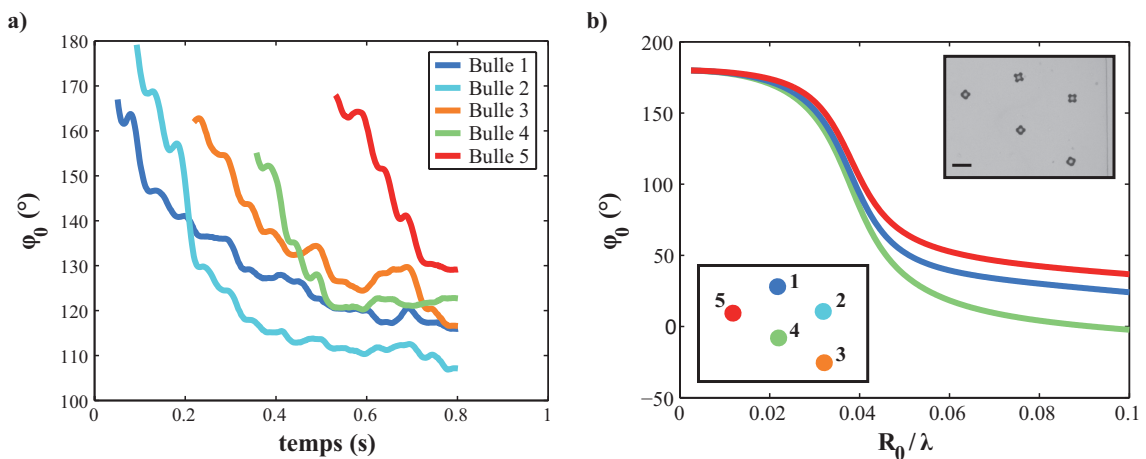 a)
180
170
160
150
140
130
120
110
100
0
0.2
0.4
0.6
0.8
1
φ₀ (°)
temps (s)
Bulle 1
Bulle 2
Bulle 3
Bulle 4
Bulle 5
b)
200
150
100
50
0
−50
0
0.02
0.04
0.06
0.08
0.1
φ₀ (°)
R₀/λ
1
5
2
4
3